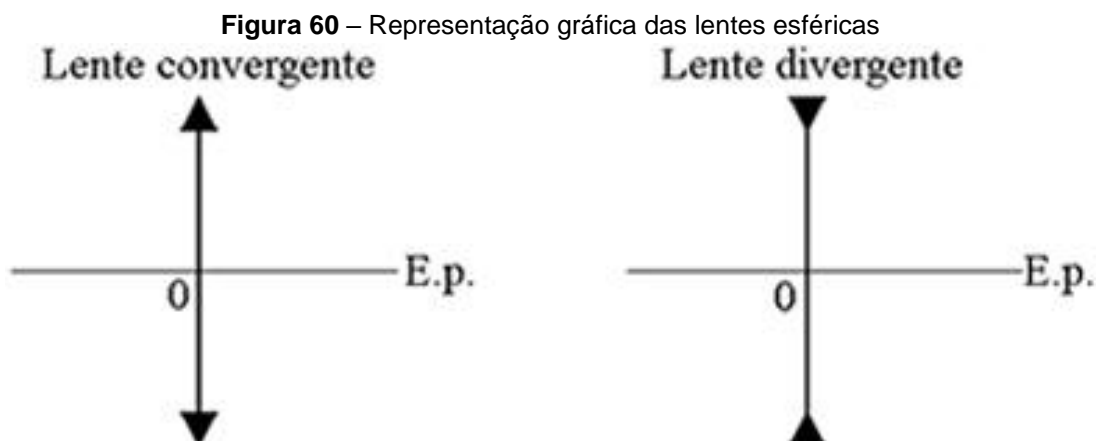 Figura 60 – Representação gráfica das lentes esféricas
Lente convergente
Lente divergente
0
E.p.
0
E.p.